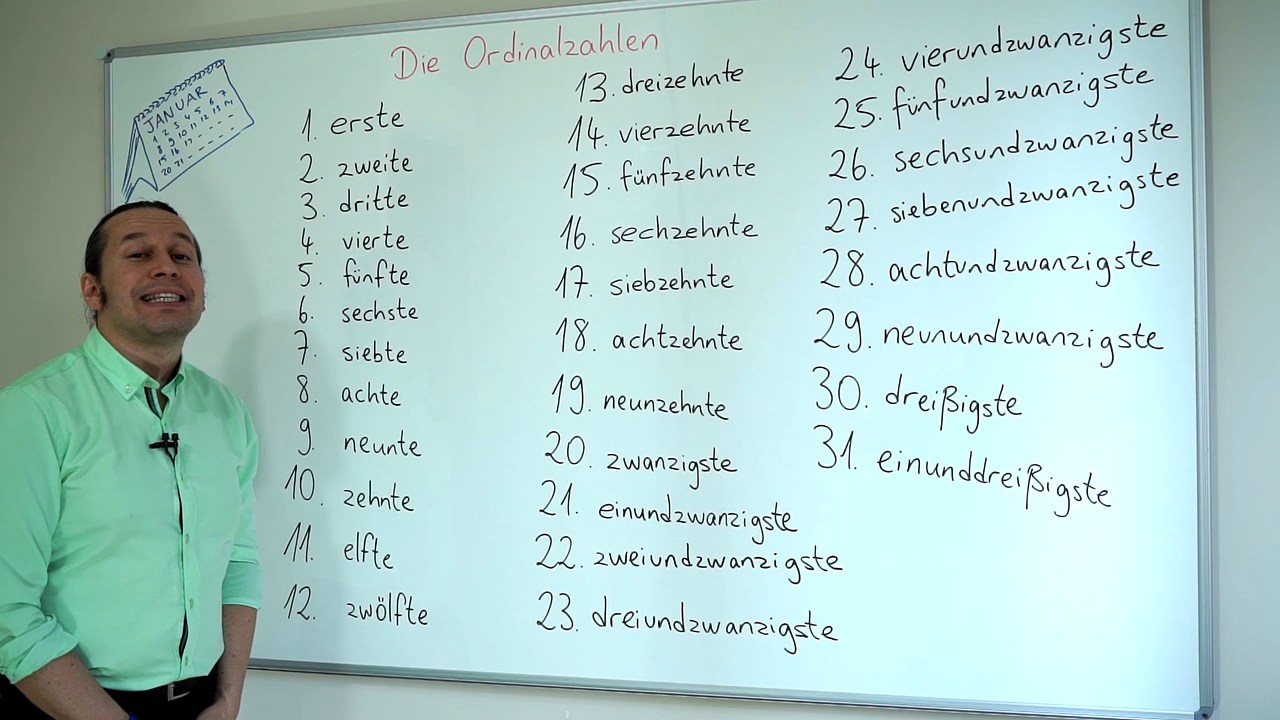 Die Ordinalzahlen
JANUAR
1. erste
2. zweite
3. dritte
4. vierte
5. fünfte
6. sechste
7. siebte
8. achte
9. neunte
10. zehnte
11. elfte
12. zwölfte
13. dreizehnte
14. vierzehnte
15. fünfzehnte
16. sechzehnte
17. siebzehnte
18. achtzehnte
19. neunzehnte
20. zwanzigste
21. einundzwanzigste
22. zweiundzwanzigste
23. dreiundzwanzigste
24. vierundzwanzigste
25. fünfundzwanzigste
26. sechsundzwanzigste
27. siebenundzwanzigste
28. achtundzwanzigste
29. neunundzwanzigste
30. dreißigste
31. einunddreißigste